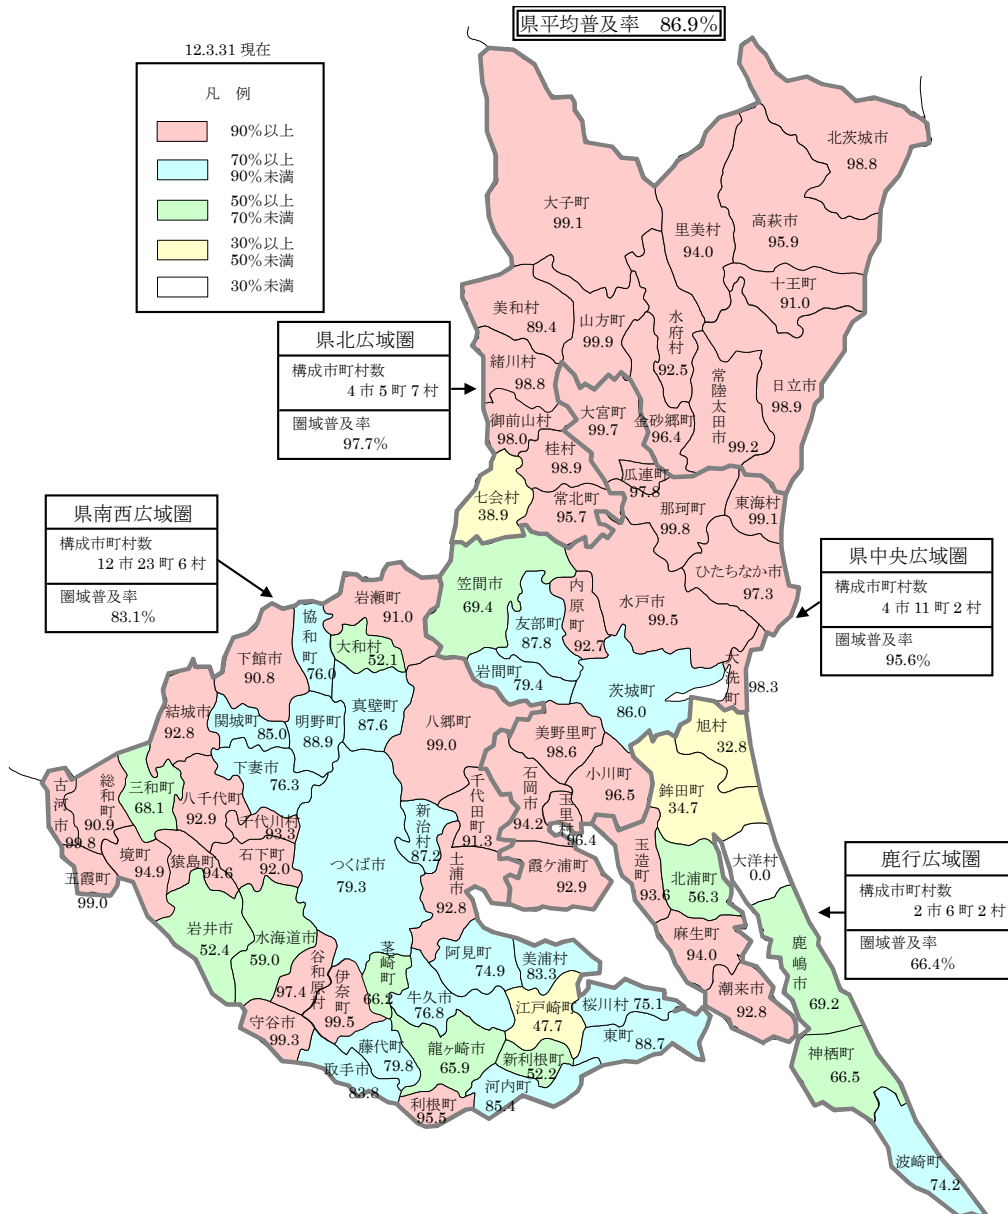 県平均普及率 86.9%
12.3.31 現在
凡 例
90%以上
70%以上
90%未満
50%以上
70%未満
30%以上
50%未満
30%未満
北茨城市
98.8
大子町
99.1
里美村
94.0
高萩市
95.9
十王町
91.0
美和村
89.4
山方町
99.9
水府村
92.5
常陸太田市
99.2
日立市
98.9
県北広域圏
構成市町村数
4 市 5 町 7 村
圏域普及率
97.7%
緒川村
98.8
御前山村
98.0
大宮町
99.7
金砂郷町
96.4
桂村
98.9
瓜連町
97.8
七会村
38.9
常北町
95.7
那珂町
99.8
東海村
99.1
ひたちなか市
97.3
県南西広域圏
構成市町村数
12 市 23 町 6 村
圏域普及率
83.1%
県中央広域圏
構成市町村数
4 市 11 町 2 村
圏域普及率
95.6%
笠間市
69.4
内原町
92.7
水戸市
99.5
友部町
87.8
岩間町
79.4
茨城町
86.0
大洗町
98.3
岩瀬町
91.0
協和町
76.0
大和村
52.1
下館市
90.8
真壁町
87.6
八郷町
99.0
結城市
92.8
関城町
85.0
明野町
88.9
美野里町
98.6
旭村
32.8
下妻市
76.3
石岡市
94.2
小川町
96.5
鉾田町
34.7
玉里村
96.4
古河市
99.8
総和町
90.9
三和町
68.1
八千代町
92.9
千代川村
93.3
新治村
87.2
千代田町
91.3
境町
94.9
猿島町
94.6
石下町
92.0
つくば市
79.3
土浦市
92.8
霞ケ浦町
92.9
玉造町
93.6
北浦町
56.3
大洋村
0.0
五霞町
99.0
鹿行広域圏
構成市町村数
2 市 6 町 2 村
圏域普及率
66.4%
岩井市
52.4
水海道市
59.0
谷和原村
97.4
伊奈町
99.5
茎崎町
66.2
阿見町
74.9
美浦村
83.3
麻生町
94.0
潮来市
92.8
鹿嶋市
69.2
牛久市
76.8
江戸崎町
47.7
桜川村 75.1
東町
88.7
守谷市
99.3
藤代町
79.8
取手市
83.8
龍ヶ崎市
65.9
新利根町
52.2
河内町
85.4
利根町
95.5
神栖町
66.5
波崎町
74.2